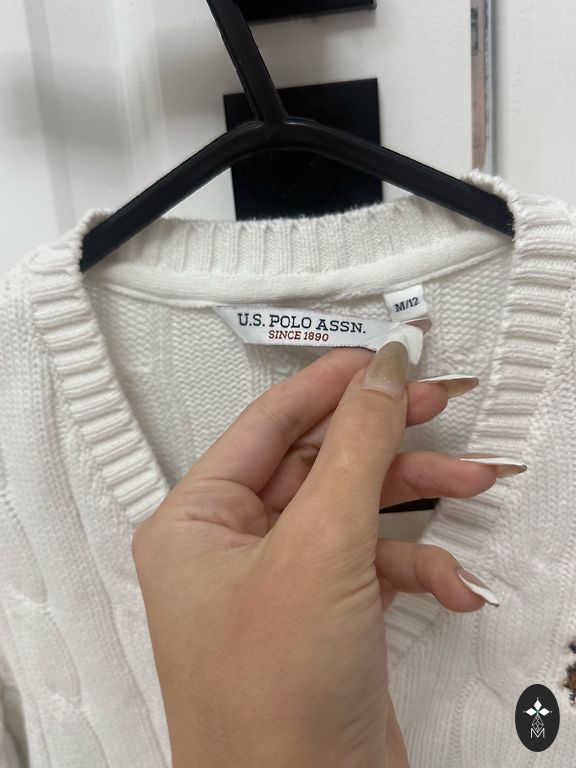 U.S. POLO ASSN.
SINCE 1890
M/12